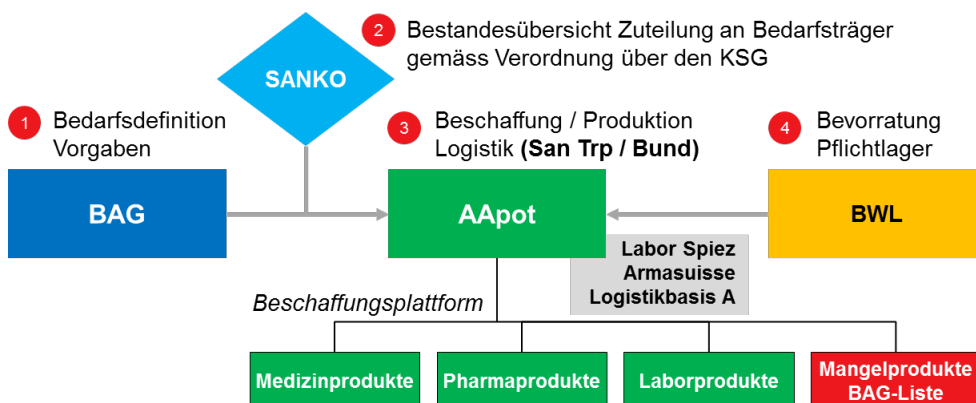 2 Bestandesübersicht Zuteilung an Bedarfsträger
gemäss Verordnung über den KSG
SANKO
1 Bedarfsdefinition
Vorgaben
3 Beschaffung / Produktion
Logistik (San Trp / Bund)
4 Bevorratung
Pflichtlager
BAG
AApot
BWL
Labor Spiez
Armasuisse
Logistikbasis A
Beschaffungsplattform
Medizinprodukte
Pharmaprodukte
Laborprodukte
Mangelprodukte
BAG-Liste